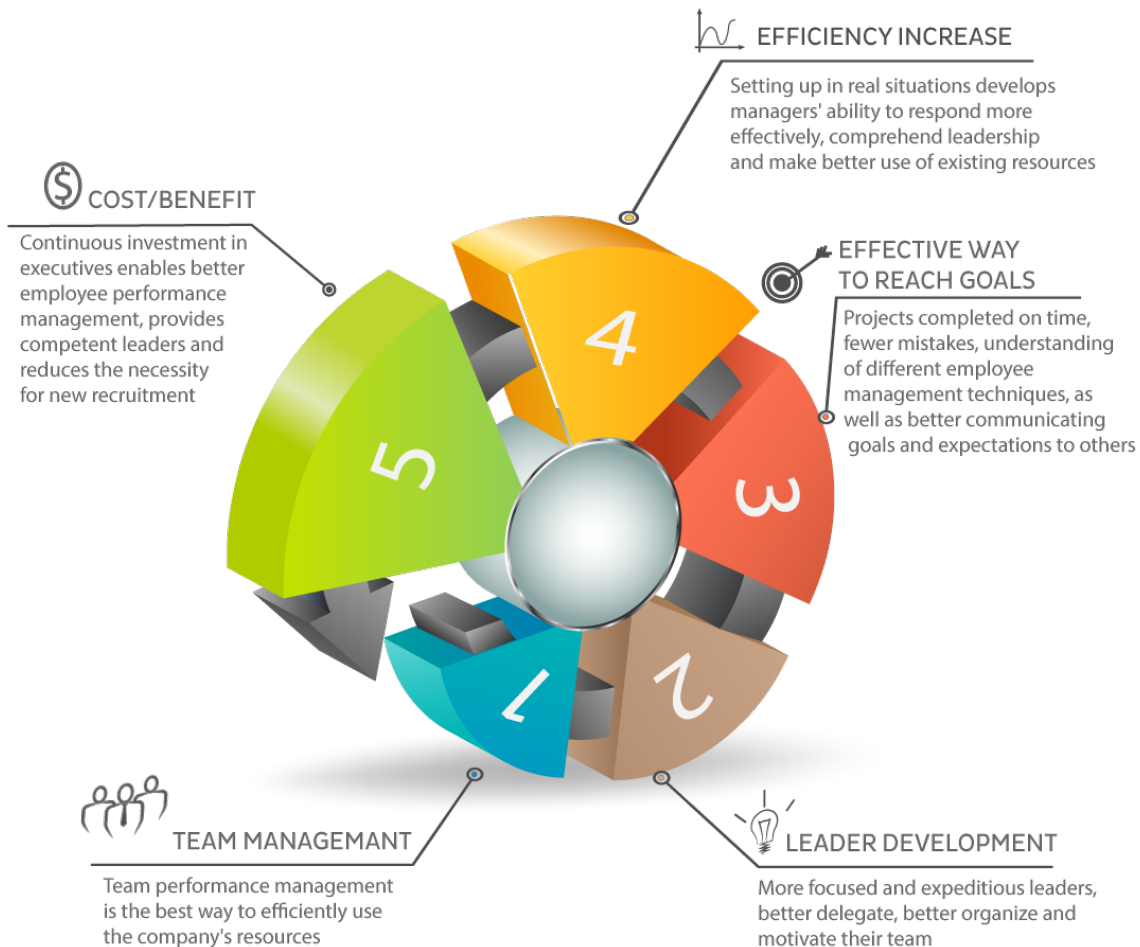 EFFICIENCY INCREASE
Setting up in real situations develops
managers' ability to respond more
effectively, comprehend leadership
and make better use of existing resources
$
COST/BENEFIT
Continuous investment in
executives enables better
employee performance
management, provides
competent leaders and
reduces the necessity
for new recruitment
EFFECTIVE WAY
TO REACH GOALS
Projects completed on time,
fewer mistakes, understanding
of different employee
management techniques, as
well as better communicating
goals and expectations to others
4
5
3
2
1
TEAM MANAGEMANT
Team performance management
is the best way to efficiently use
the company's resources
LEADER DEVELOPMENT
More focused and expeditious leaders,
better delegate, better organize and
motivate their team